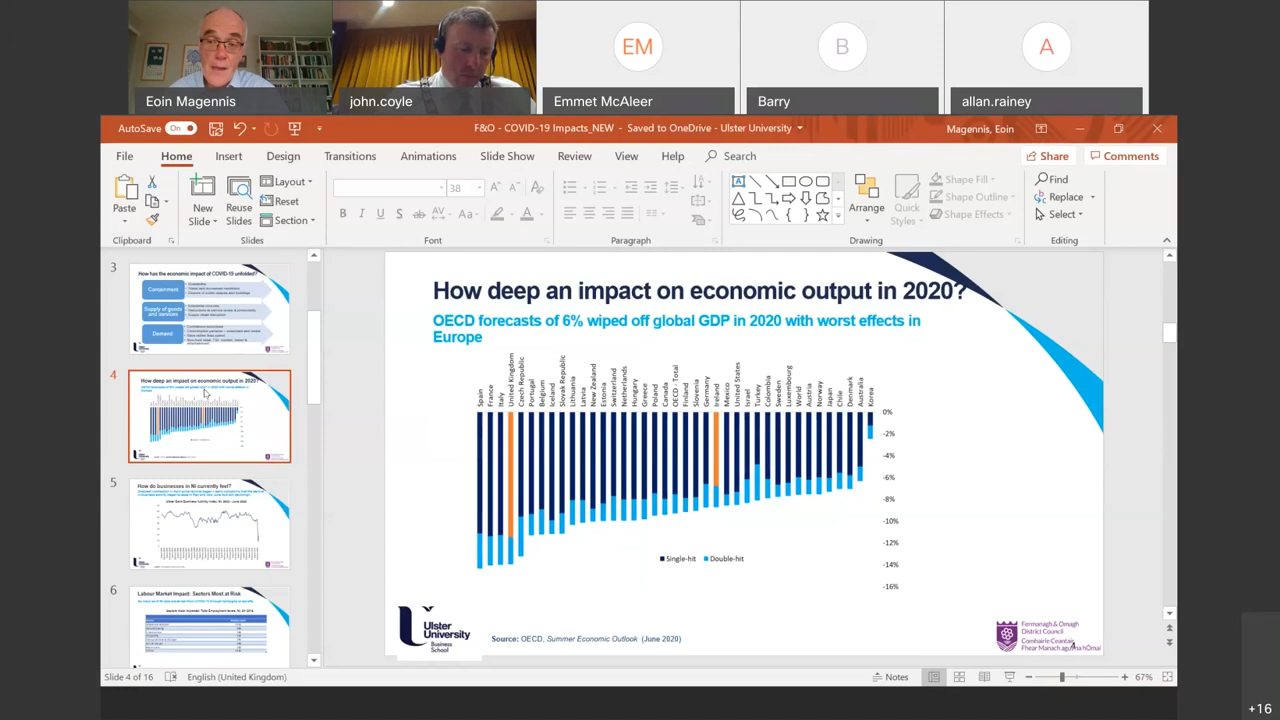 EM
B
A
Eoin Magennis
john.coyle
Emmet McAleer
Barry
allan.rainey
AutoSave On
F&O - COVID-19 Impacts_NEW - Saved to OneDrive - Ulster University
Magennis, Eoin
File Home Insert Design Transitions Animations Slide Show Review View Help Search
Share Comments
Paste
New Slide
Reuse Slides
Layout
Reset
Section
38
B I U S ab AV Aa A
Arrange
Quick Styles
Shape Fill
Shape Outline
Shape Effects
Find
Replace
Select
Clipboard Slides Font Paragraph Drawing Editing
3
How has the economic impact of COVID-19 unfolded?
Containment
Supply of goods and services
Demand
4
How deep an impact on economic output in 2020?
5
How do businesses in NI currently feel?
6
Labour Market Impact: Sectors Most at Risk
How deep an impact on economic output in 2020?
OECD forecasts of 6% wiped off global GDP in 2020 with worst effects in
Europe
Spain
France
Italy
United Kingdom
Czech Republic
Portugal
Belgium
Iceland
Slovak Republic
Lithuania
Latvia
New Zealand
Estonia
Switzerland
Netherlands
Hungary
Greece
Poland
Canada
OECD - Total
Finland
Slovenia
Germany
Ireland
Mexico
United States
Israel
Turkey
Colombia
Sweden
Luxembourg
World
Austria
Norway
Japan
Chile
Denmark
Australia
Korea
0%
-2%
-4%
-6%
-8%
-10%
-12%
-14%
-16%
Single-hit Double-hit
Ulster
University
Business
School
Source: OECD, Summer Economic Outlook (June 2020)
Fermanagh & Omagh
District Council
Comhairle Ceantair
Fhear Manach agus na hÓmaí
4
Slide 4 of 16
English (United Kingdom)
Notes
67%
+16